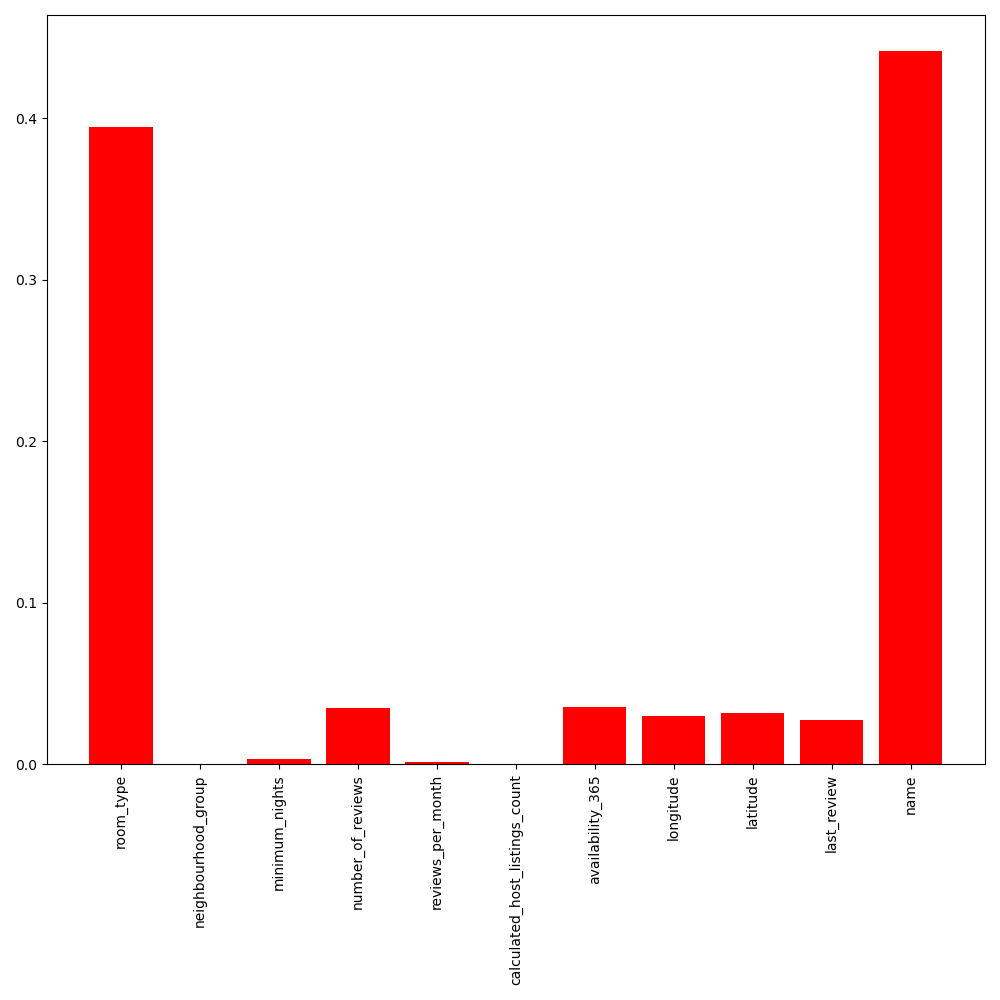 0.4
0.3
0.2
0.1
0.0
room_type
neighbourhood_group
minimum_nights
number_of_reviews
reviews_per_month
calculated_host_listings_count
availability_365
longitude
latitude
last_review
name